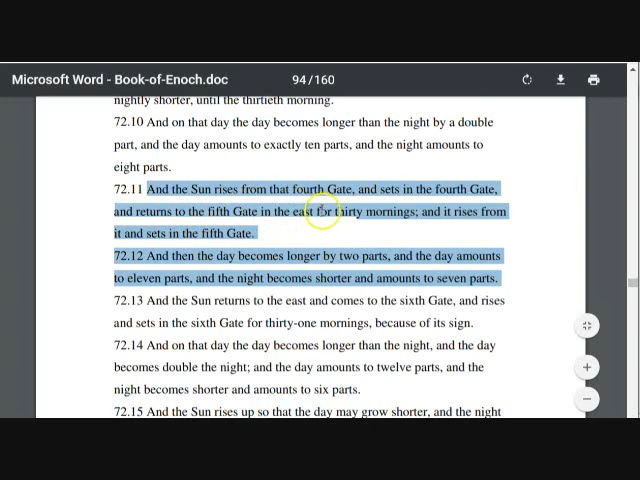 Microsoft Word - Book-of-Enoch.doc 94/160
nightly shorter, until the thirtieth morning.
72.10 And on that day the day becomes longer than the night by a double
part, and the day amounts to exactly ten parts, and the night amounts to
eight parts.
72.11 And the Sun rises from that fourth Gate, and sets in the fourth Gate,
and returns to the fifth Gate in the east for thirty mornings; and it rises from
it and sets in the fifth Gate.
72.12 And then the day becomes longer by two parts, and the day amounts
to eleven parts, and the night becomes shorter and amounts to seven parts.
72.13 And the Sun returns to the east and comes to the sixth Gate, and rises
and sets in the sixth Gate for thirty-one mornings, because of its sign.
72.14 And on that day the day becomes longer than the night, and the day
becomes double the night; and the day amounts to twelve parts, and the
night becomes shorter and amounts to six parts.
72.15 And the Sun rises up so that the day may grow shorter, and the night